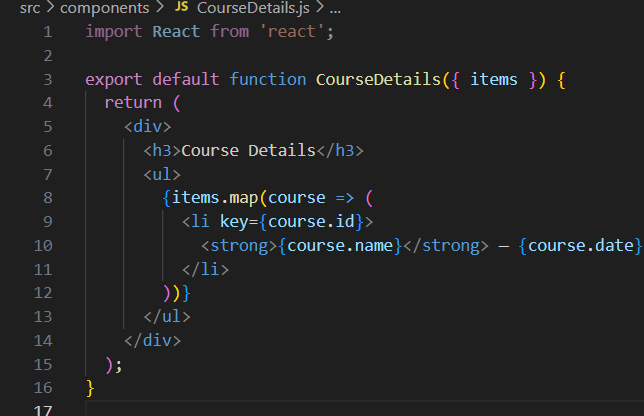 src > components > JS CourseDetails.js > ...
1 import React from 'react';
2
3 export default function CourseDetails({ items }) {
4   return (
5     <div>
6       <h3>Course Details</h3>
7       <ul>
8         {items.map(course => (
9           <li key={course.id}>
10             <strong>{course.name}</strong> — {course.date}
11           </li>
12         ))}
13       </ul>
14     </div>
15   );
16 }
17